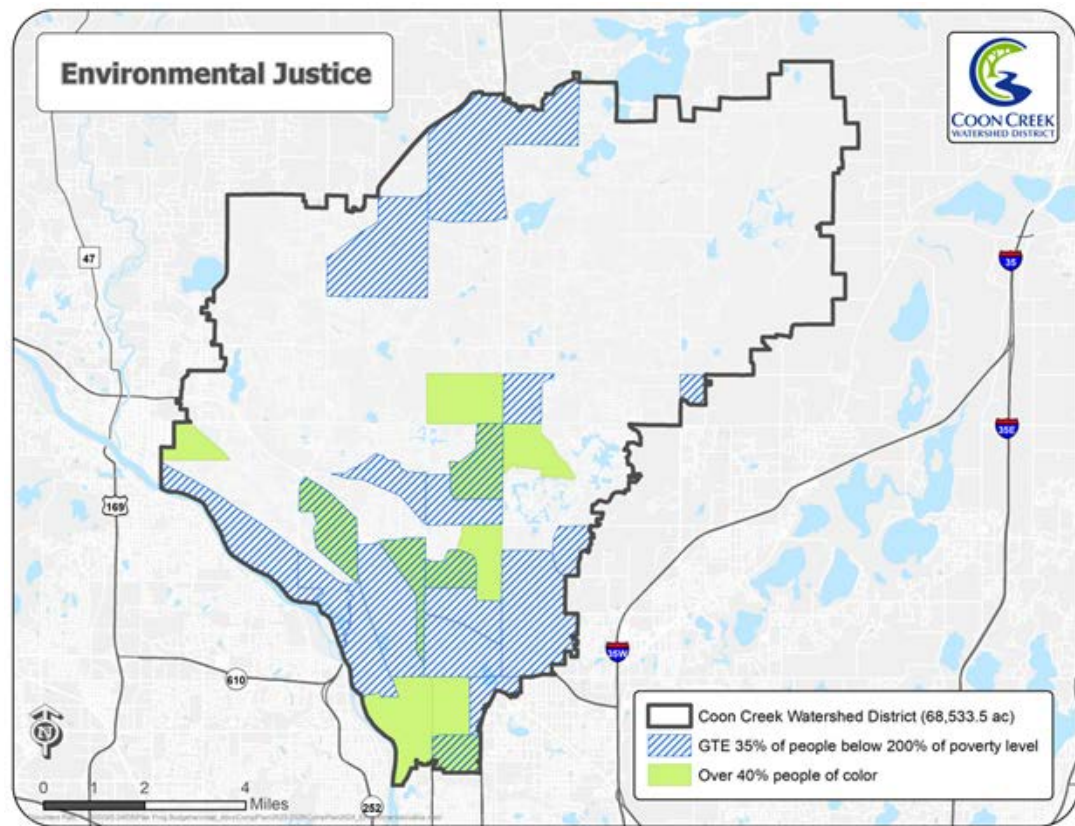 Environmental Justice
COON CREEK
WATERSHED DISTRICT
47
35
35E
169
35W
610
252
N
0 1 2 4
Miles
Coon Creek Watershed District (68,533.5 ac)
GTE 35% of people below 200% of poverty level
Over 40% people of color